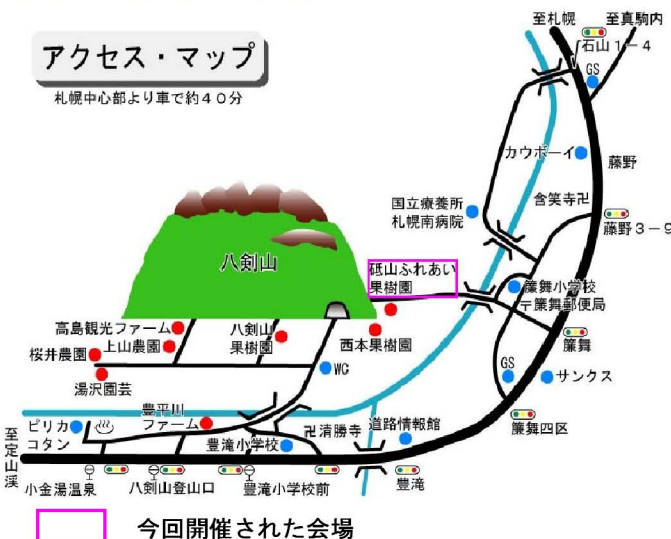 アクセス・マップ
札幌中心部より車で約40分
至札幌
至真駒内
石山1-4
GS
カウボーイ
藤野
国立療養所
札幌南病院
含笑寺卍
藤野3-9
八剣山
砥山ふれあい
果樹園
簾舞小学校
〒簾舞郵便局
高島観光ファーム
八剣山
果樹園
西本果樹園
簾舞
桜井農園
上山農園
湯沢園芸
WC
GS
サンクス
豊平川
ファーム
ピリカ
コタン
豊滝小学校
卍清勝寺
道路情報館
簾舞四区
至定山渓
小金湯温泉
八剣山登山口
豊滝小学校前
豊滝
今回開催された会場